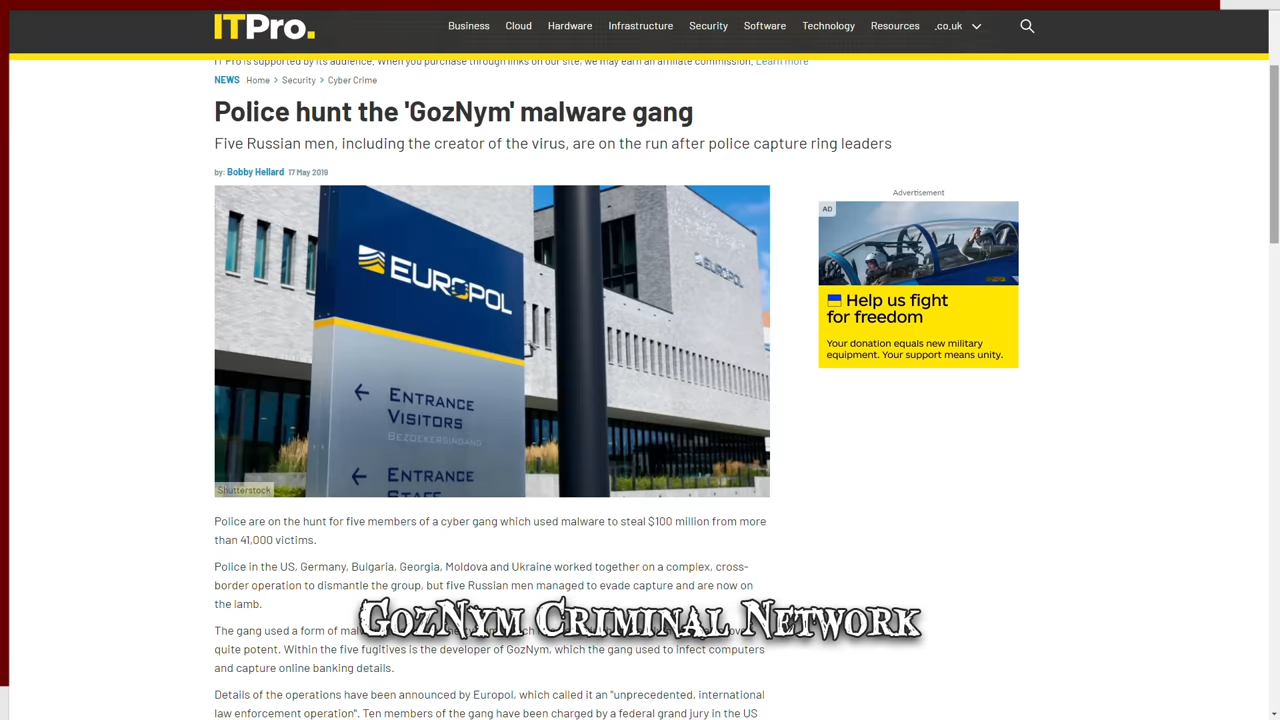 ITPro.
Business Cloud Hardware Infrastructure Security Software Technology Resources .co.uk
IT Pro is supported by its audience. When you purchase through links on our site, we may earn an affiliate commission. Learn more
NEWS Home > Security > Cyber Crime
Police hunt the 'GozNym' malware gang
Five Russian men, including the creator of the virus, are on the run after police capture ring leaders
by: Bobby Hellard 17 May 2019
EUROPOL
EUROPOL
← ENTRANCE
VISITORS
BEZOEKERSINGANG
← ENTRANCE
STAFF
Shutterstock
Advertisement
AD
Help us fight
for freedom
Your donation equals new military
equipment. Your support means unity.
Police are on the hunt for five members of a cyber gang which used malware to steal $100 million from more
than 41,000 victims.
Police in the US, Germany, Bulgaria, Georgia, Moldova and Ukraine worked together on a complex, cross-
border operation to dismantle the group, but five Russian men managed to evade capture and are now on
the lamb.
GozNym Criminal Network
The gang used a form of
quite potent. Within the five fugitives is the developer of GozNym, which the gang used to infect computers
and capture online banking details.
Details of the operations have been announced by Europol, which called it an "unprecedented, international
law enforcement operation". Ten members of the gang have been charged by a federal grand jury in the US